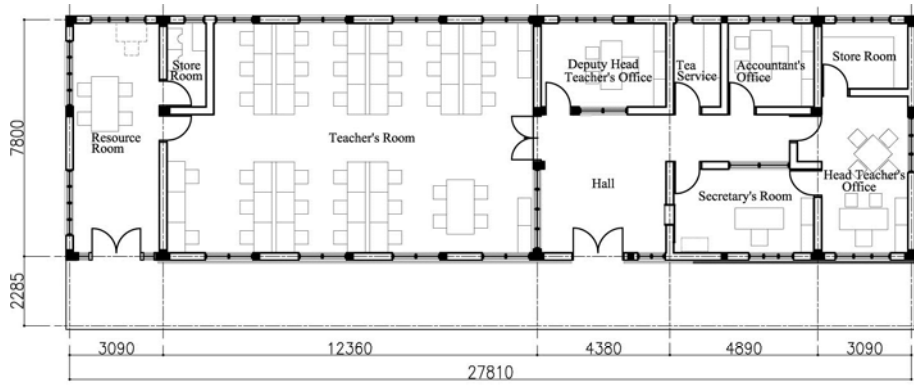 Store
Room
Deputy Head
Teacher's Office
Tea
Service
Accountant's
Office
Store Room
Resource
Room
Teacher's Room
Hall
Secretary's Room
Head Teacher's
Office
7800
2285
3090
12360
4380
4890
3090
27810